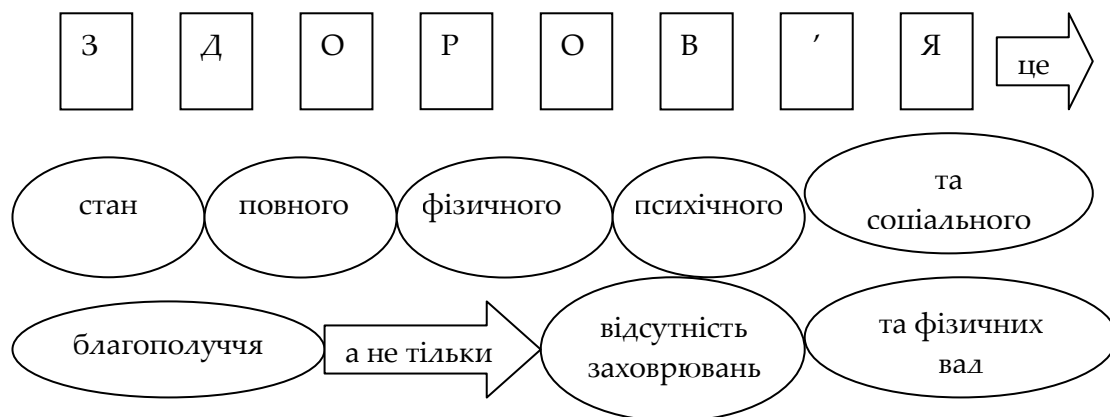 З Д О Р О В ’ Я це
стан повного фізичного психічного та
соціального
благополуччя а не тільки відсутність
заховрювань та фізичних
вад